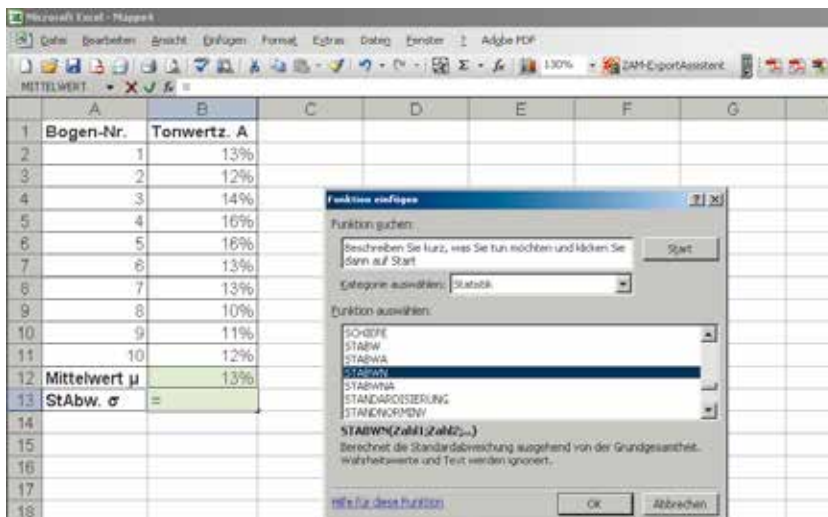 Microsoft Excel - Mappe4
Datei Bearbeiten Ansicht Einfügen Format Extras Daten Fenster ? Adobe PDF
130% ZAM-ExportAssistent
MITTELWERT =
A B C D E F G
1 Bogen-Nr. Tonwertz. A
2 1 13%
3 2 12%
4 3 14%
5 4 16%
6 5 16%
7 6 13%
8 7 13%
9 8 10%
10 9 11%
11 10 12%
12 Mittelwert µ 13%
13 StAbw. σ =
14
15
16
17
18
Funktion einfügen
Funktion suchen:
Beschreiben Sie kurz, was Sie tun möchten und klicken Sie
dann auf Start
Start
Kategorie auswählen: Statistik
Funktion auswählen:
SCHIEFE
STABW
STABWA
STABWN
STABWNA
STANDARDISIERUNG
STANDNORMINV
STABWN(Zahl1;Zahl2;...)
Berechnet die Standardabweichung ausgehend von der Grundgesamtheit.
Wahrheitswerte und Text werden ignoriert.
Hilfe für diese Funktion
OK Abbrechen